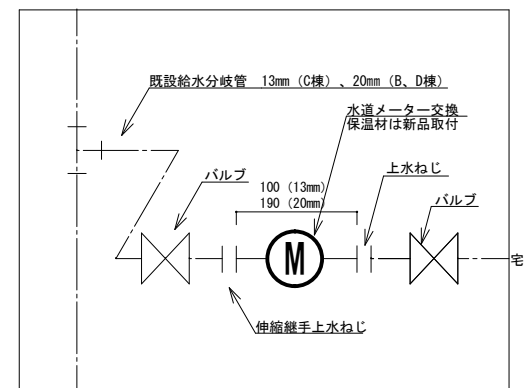 既設給水分岐管 13mm（C棟）、20mm（B、D棟）
水道メーター交換
保温材は新品取付
バルブ
100（13mm）
190（20mm）
上水ねじ
バルブ
M
宅
伸縮継手上水ねじ